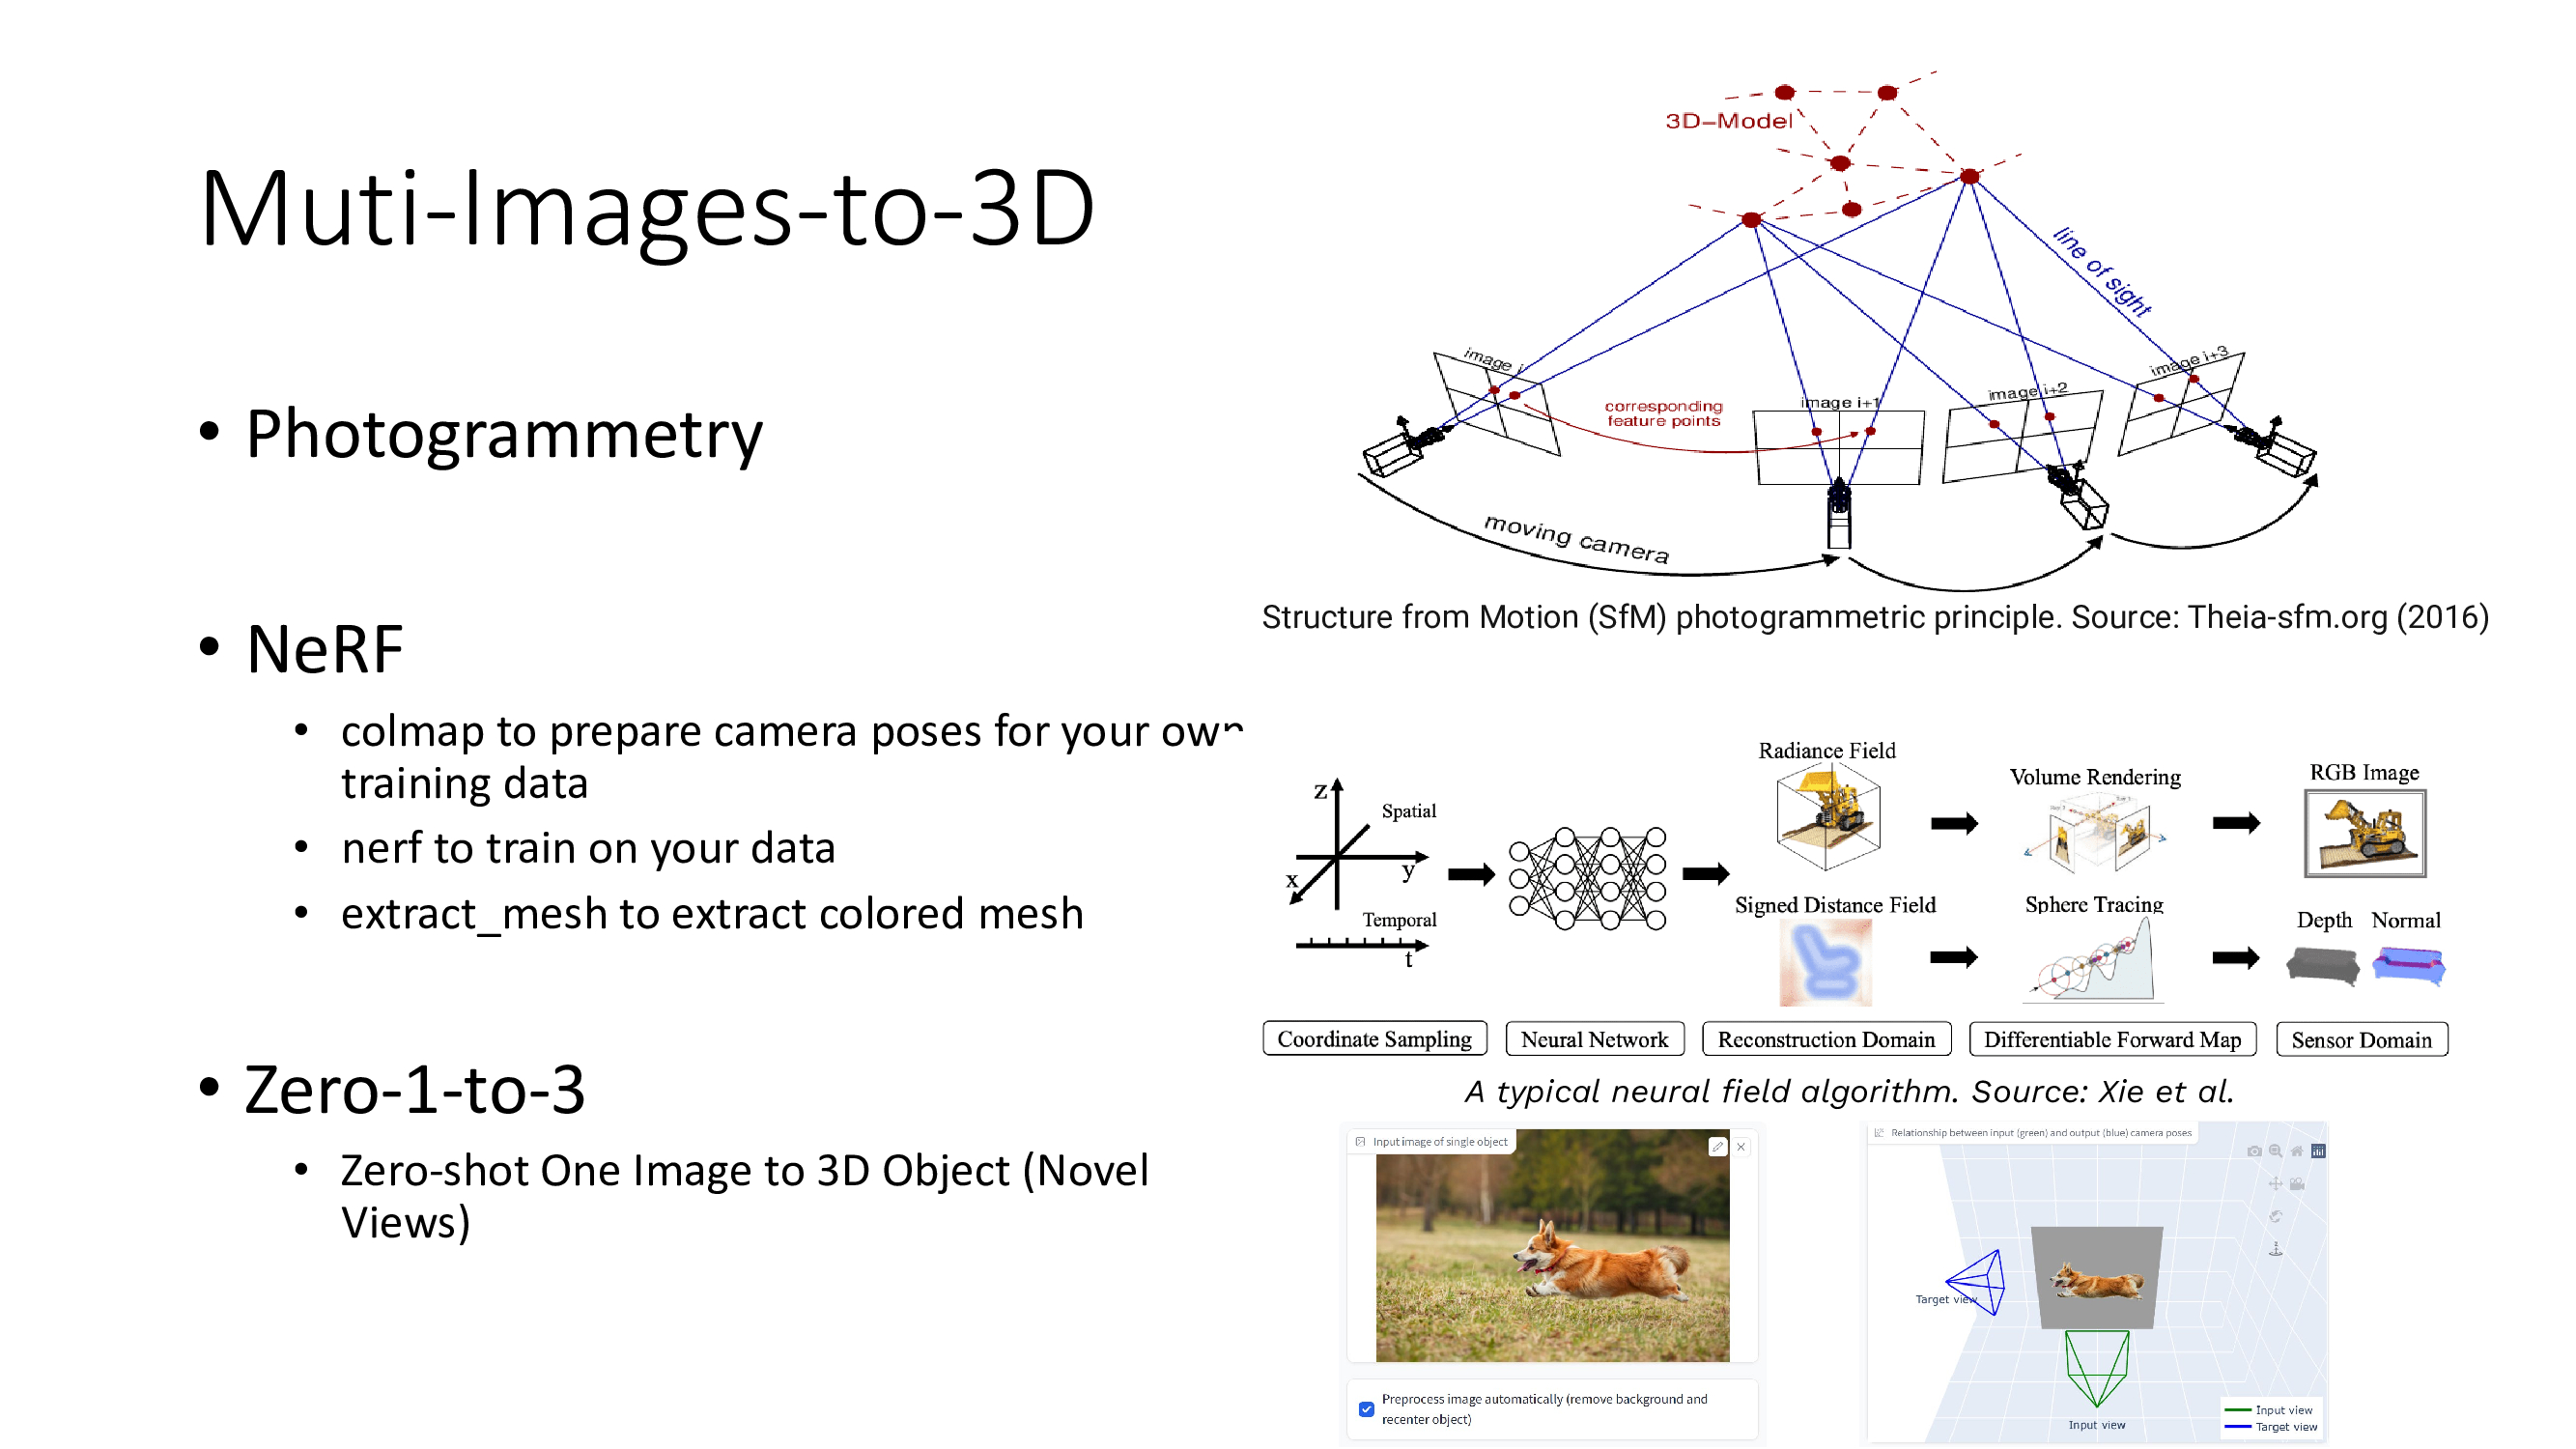 Muti-Images-to-3D
• Photogrammetry
• NeRF
• colmap to prepare camera poses for your own
training data
• nerf to train on your data
• extract_mesh to extract colored mesh
• Zero-1-to-3
• Zero-shot One Image to 3D Object (Novel
Views)
3D-Model
line of sight
image i
corresponding
feature points
image i+1
image i+2
image i+3
moving camera
Structure from Motion (SfM) photogrammetric principle. Source: Theia-sfm.org (2016)
z
Spatial
y
x
Temporal
t
Radiance Field
Volume Rendering
RGB Image
Signed Distance Field
Sphere Tracing
Depth Normal
Coordinate Sampling
Neural Network
Reconstruction Domain
Differentiable Forward Map
Sensor Domain
A typical neural field algorithm. Source: Xie et al.
Input image of single object
Preprocess image automatically (remove background and
recenter object)
Relationship between input (green) and output (blue) camera poses
Target view
Input view
Input view
Target view